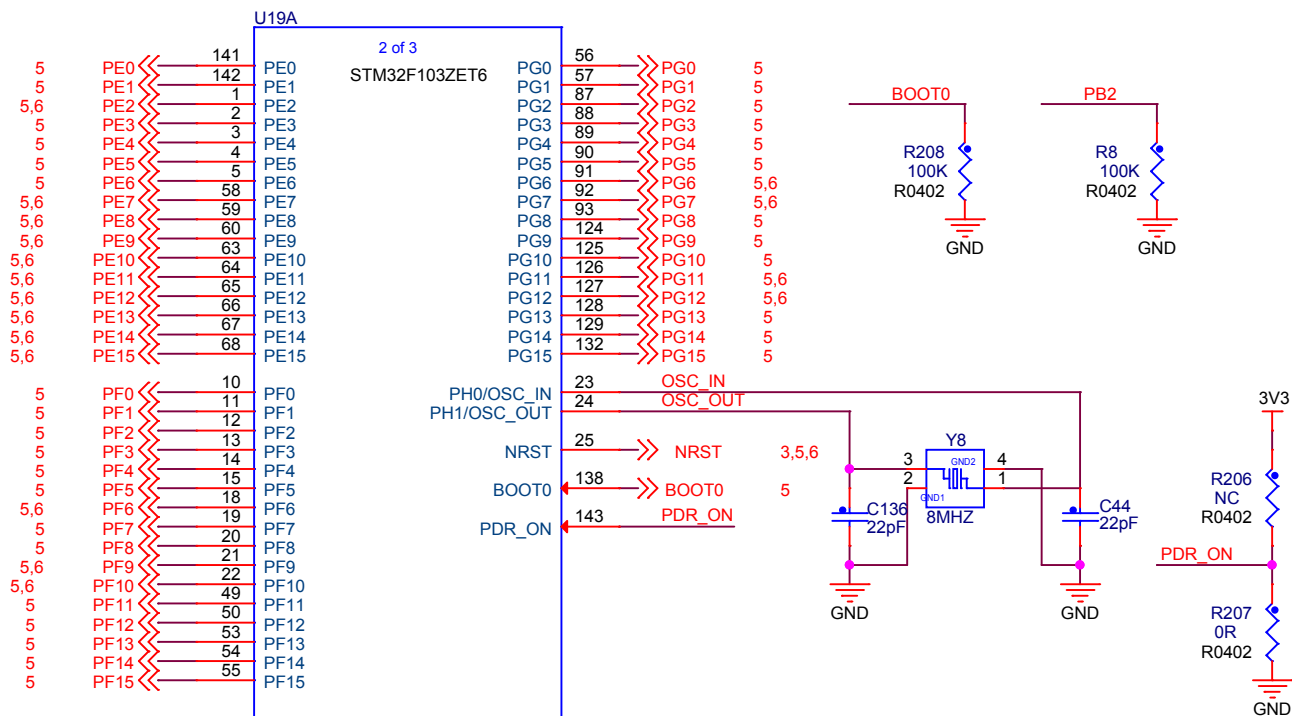 U19A
2 of 3
STM32F103ZET6
5 PE0 141 PE0 PG0 56 PG0 5
5 PE1 142 PE1 PG1 57 PG1 5
5,6 PE2 1 PE2 PG2 87 PG2 5
5 PE3 2 PE3 PG3 88 PG3 5
5 PE4 3 PE4 PG4 89 PG4 5
5 PE5 4 PE5 PG5 90 PG5 5
5 PE6 5 PE6 PG6 91 PG6 5,6
5,6 PE7 58 PE7 PG7 92 PG7 5,6
5,6 PE8 59 PE8 PG8 93 PG8 5
5,6 PE9 60 PE9 PG9 124 PG9 5
5,6 PE10 63 PE10 PG10 125 PG10 5
5,6 PE11 64 PE11 PG11 126 PG11 5,6
5,6 PE12 65 PE12 PG12 127 PG12 5,6
5,6 PE13 66 PE13 PG13 128 PG13 5
5,6 PE14 67 PE14 PG14 129 PG14 5
5,6 PE15 68 PE15 PG15 132 PG15 5
5 PF0 10 PF0 PH0/OSC_IN 23 OSC_IN
5 PF1 11 PF1 PH1/OSC_OUT 24 OSC_OUT
5 PF2 12 PF2
5 PF3 13 PF3 NRST 25 NRST 3,5,6
5 PF4 14 PF4
5 PF5 15 PF5 BOOT0 138 BOOT0 5
5,6 PF6 18 PF6
5 PF7 19 PF7 PDR_ON 143 PDR_ON
5 PF8 20 PF8
5,6 PF9 21 PF9
5,6 PF10 22 PF10
5 PF11 49 PF11
5 PF12 50 PF12
5 PF13 53 PF13
5 PF14 54 PF14
5 PF15 55 PF15
BOOT0
R208
100K
R0402
GND
PB2
R8
100K
R0402
GND
Y8
3 GND2 4
2 1
GND1
8MHZ
C136
22pF
GND
C44
22pF
GND
3V3
R206
NC
R0402
PDR_ON
R207
0R
R0402
GND